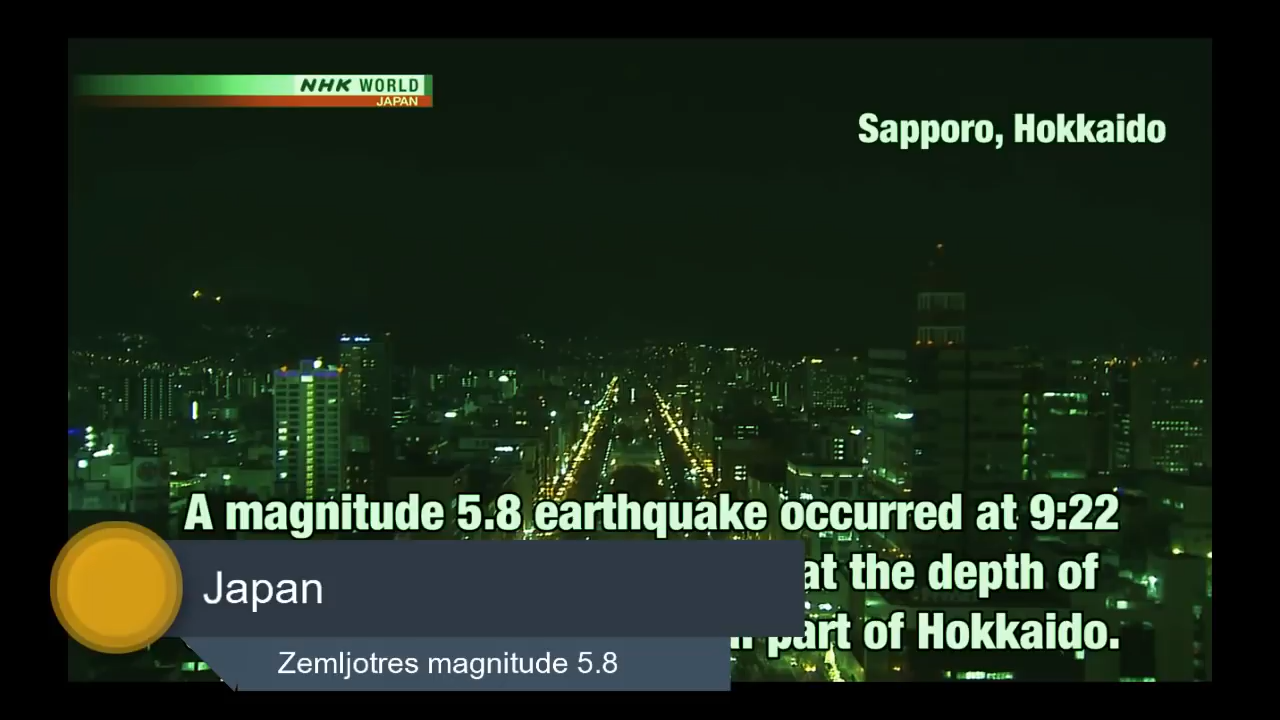 NHK WORLD
JAPAN
Sapporo, Hokkaido
A magnitude 5.8 earthquake occurred at 9:22
at the depth of
part of Hokkaido.
Japan
Zemljotres magnitude 5.8